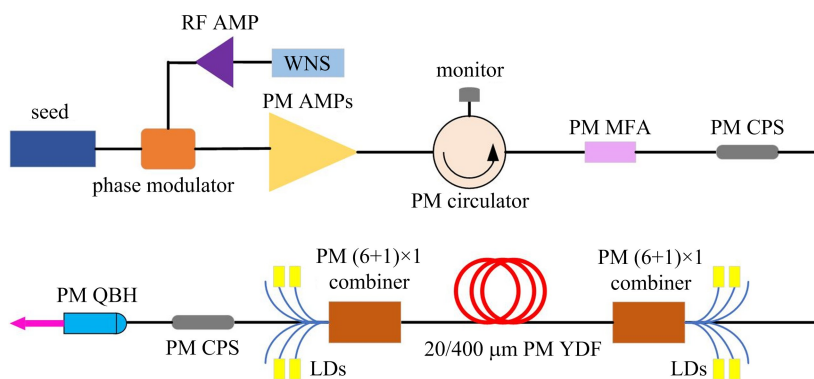 RF AMP
WNS
monitor
seed
PM AMPs
PM MFA
PM CPS
phase modulator
PM circulator
PM (6+1)×1
combiner
PM (6+1)×1
combiner
PM QBH
PM CPS
LDs
20/400 μm PM YDF
LDs